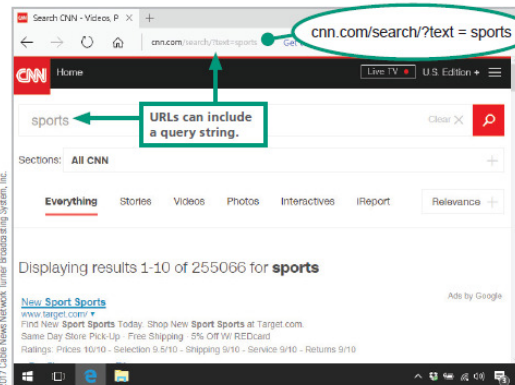 Search CNN - Videos, P
cnn.com/search/?text=sports
cnn.com/search/?text = sports
CNN
Home
Live TV
U.S. Edition +
sports
URLs can include
a query string.
Clear X
Sections: All CNN
Everything Stories Videos Photos Interactives iReport Relevance
Displaying results 1-10 of 255066 for sports
New Sport Sports
www.target.com/
Find New Sport Sports Today. Shop New Sport Sports at Target.com.
Same Day Store Pick-Up · Free Shipping · 5% Off W/ REDcard
Ratings: Prices 10/10 - Selection 9.5/10 - Shipping 9/10 - Service 9/10 - Returns 9/10
Ads by Google
2017 Cable News Network Turner Broadcasting System, Inc.